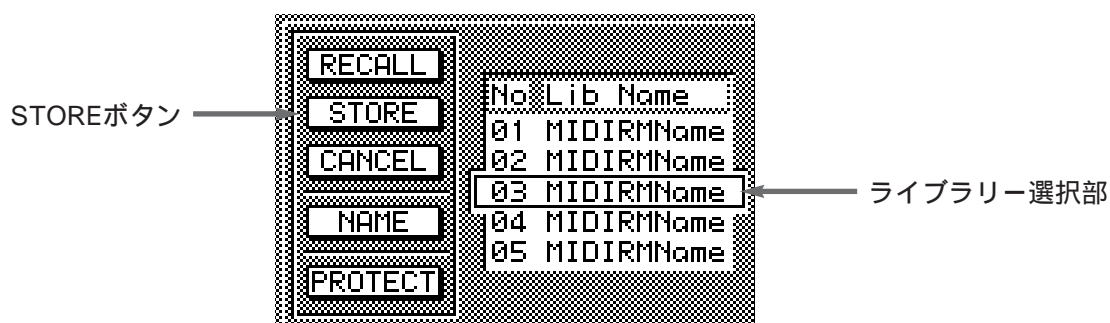 STOREボタン
RECALL
STORE
CANCEL
NAME
PROTECT
No Lib Name
01 MIDIRMName
02 MIDIRMName
03 MIDIRMName
04 MIDIRMName
05 MIDIRMName
ライブラリー選択部